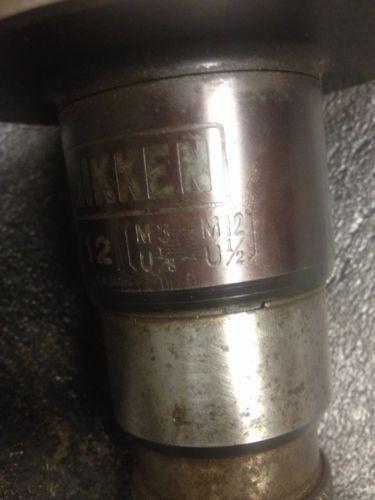 IKKEN
12 (M3 - M12
U⅛ - U½)